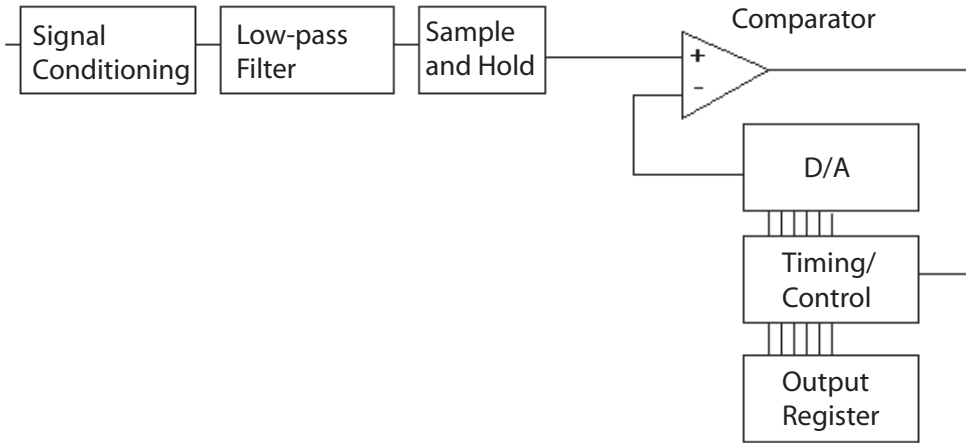 Signal
Conditioning
Low-pass
Filter
Sample
and Hold
Comparator
+
-
D/A
Timing/
Control
Output
Register